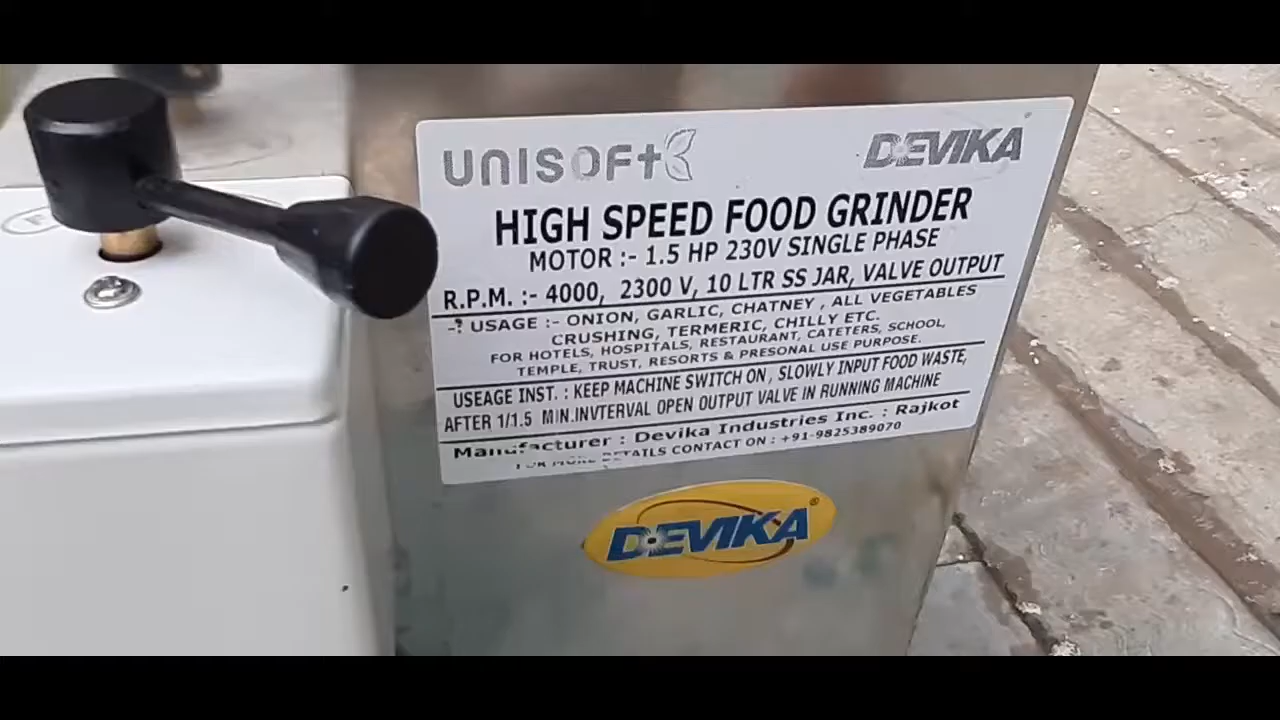 UNISOFT DEVIKA
HIGH SPEED FOOD GRINDER
MOTOR :- 1.5 HP 230V SINGLE PHASE
R.P.M. :- 4000, 2300 V, 10 LTR SS JAR, VALVE OUTPUT
USAGE :- ONION, GARLIC, CHATNEY , ALL VEGETABLES
CRUSHING, TERMERIC, CHILLY ETC.
FOR HOTELS, HOSPITALS, RESTAURANT, CATETERS, SCHOOL,
TEMPLE, TRUST, RESORTS & PRESONAL USE PURPOSE.
USEAGE INST. : KEEP MACHINE SWITCH ON , SLOWLY INPUT FOOD WASTE,
AFTER 1/1.5 MIN.INVTERVAL OPEN OUTPUT VALVE IN RUNNING MACHINE
Manufacturer : Devika Industries Inc. : Rajkot
FOR MORE DETAILS CONTACT ON : +91-9825389070
DEVIKA